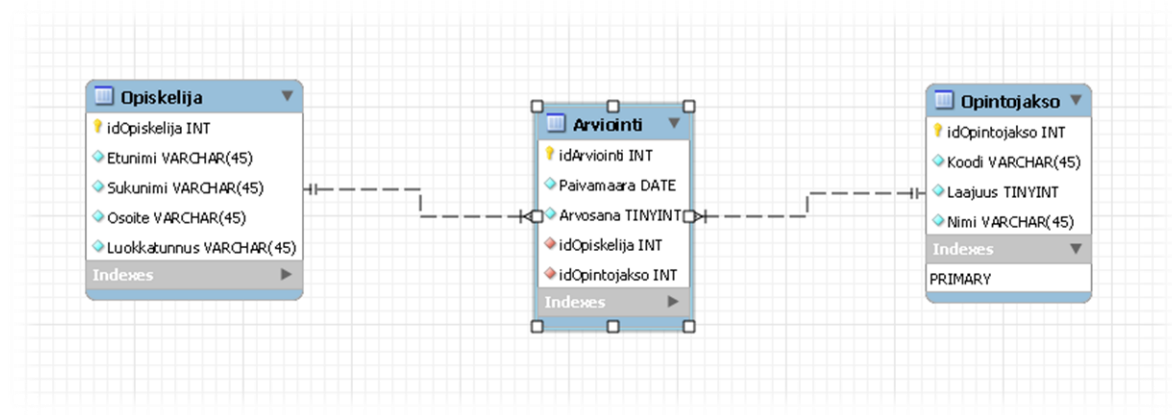 Opiskelija
idOpiskelija INT
Etunimi VARCHAR(45)
Sukunimi VARCHAR(45)
Osoite VARCHAR(45)
Luokkatunnus VARCHAR(45)
Indexes
Arviointi
idArviointi INT
Paivamaara DATE
Arvosana TINYINT
idOpiskelija INT
idOpintojakso INT
Indexes
Opintojakso
idOpintojakso INT
Koodi VARCHAR(45)
Laajuus TINYINT
Nimi VARCHAR(45)
Indexes
PRIMARY